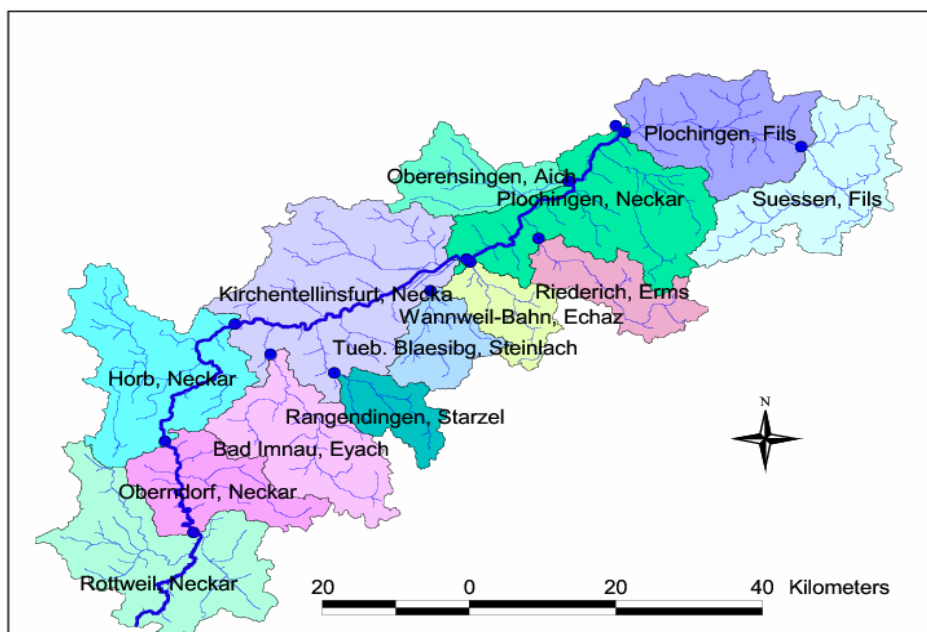 Plochingen, Fils
Oberensingen, Aich
Plochingen, Neckar
Suessen, Fils
Kirchentellinsfurt, Necka
Riederich, Erms
Wannweil-Bahn, Echaz
Tueb. Blaesibg, Steinlach
Horb, Neckar
Rangendingen, Starzel
N
Bad Imnau, Eyach
Oberndorf, Neckar
Rottweil, Neckar
20 0 20 40 Kilometers